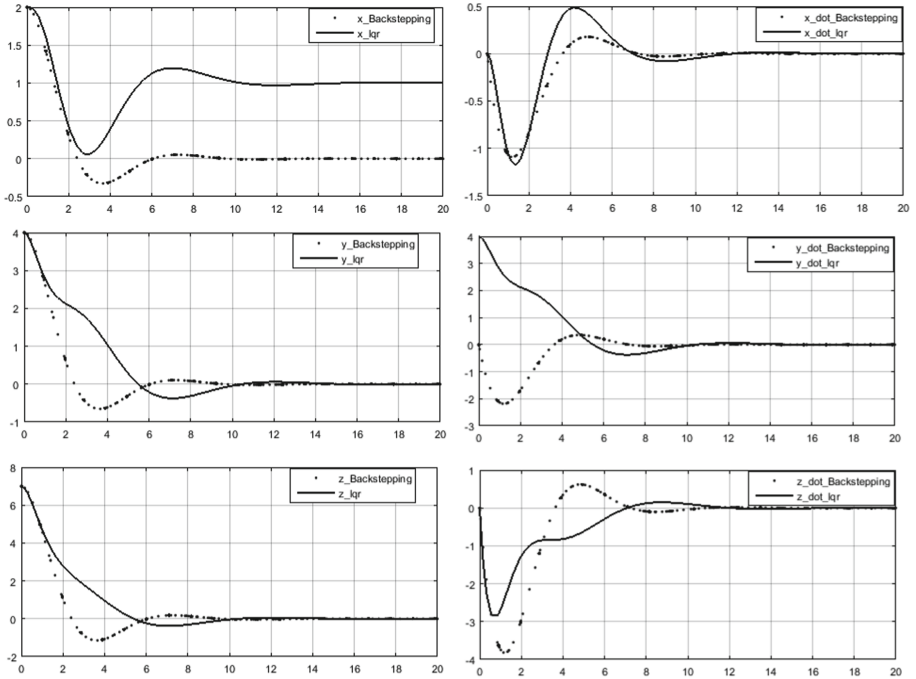 2
1.5
1
0.5
0
-0.5
0 2 4 6 8 10 12 14 16 18 20
x_Backstepping
x_lqr
0.5
0
-0.5
-1
-1.5
0 2 4 6 8 10 12 14 16 18 20
x_dot_Backstepping
x_dot_lqr
4
3
2
1
0
-1
0 2 4 6 8 10 12 14 16 18 20
y_Backstepping
y_lqr
4
3
2
1
0
-1
-2
-3
0 2 4 6 8 10 12 14 16 18 20
y_dot_Backstepping
y_dot_lqr
8
6
4
2
0
-2
0 2 4 6 8 10 12 14 16 18 20
z_Backstepping
z_lqr
1
0
-1
-2
-3
-4
0 2 4 6 8 10 12 14 16 18 20
z_dot_Backstepping
z_dot_lqr